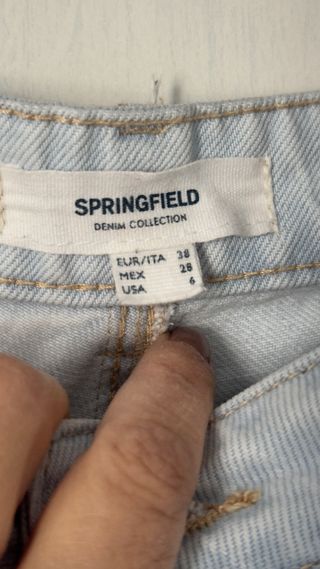 SPRINGFIELD
DENIM COLLECTION
EUR/ITA 38
MEX 28
USA 6